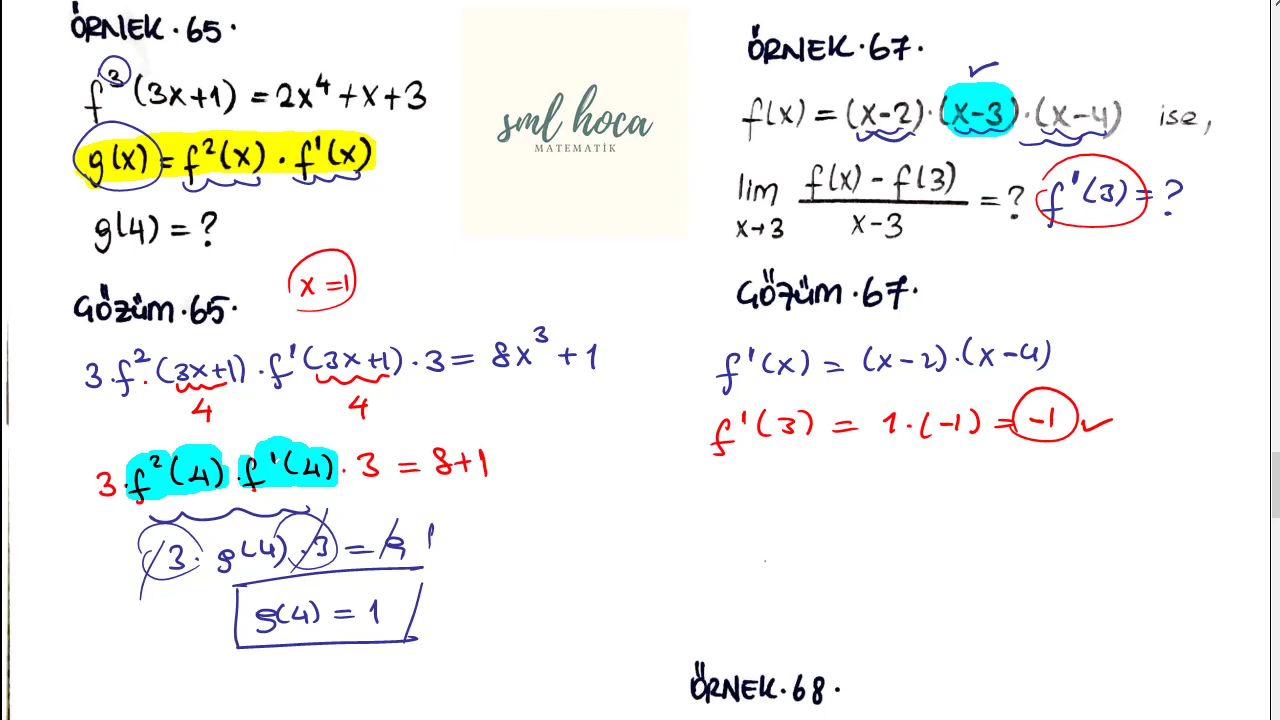 ÖRNEK·65·
f³(3x+1) = 2x⁴+x+3
g(x) = f²(x) · f'(x)
g(4) = ?
x = 1
ÇÖZÜM·65·
3·f²(3x+1)·f'(3x+1)·3 = 8x³+1
4 4
3·f²(4)·f'(4)·3 = 8+1
3·g(4)·3 = 9 1
g(4) = 1
sml hoca
MATEMATİK
ÖRNEK·67·
f(x) = (x-2)·(x-3)·(x-4) ise,
lim x→3 f(x) - f(3) / x-3 = ? f'(3) = ?
ÇÖZÜM·67·
f'(x) = (x-2)·(x-4)
f'(3) = 1·(-1) = -1
ÖRNEK·68·